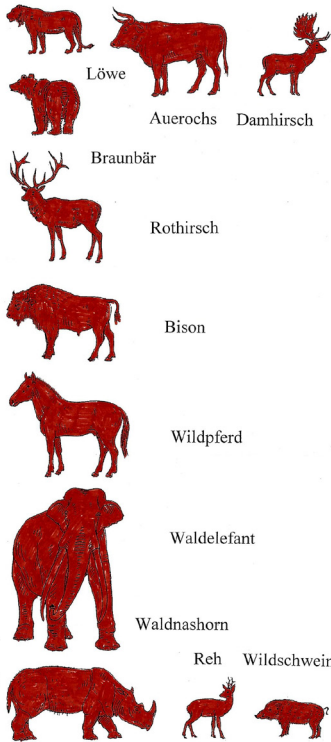 Löwe
Auerochs Damhirsch
Braunbär
Rothirsch
Bison
Wildpferd
Waldelefant
Waldnashorn
Reh Wildschwein
?